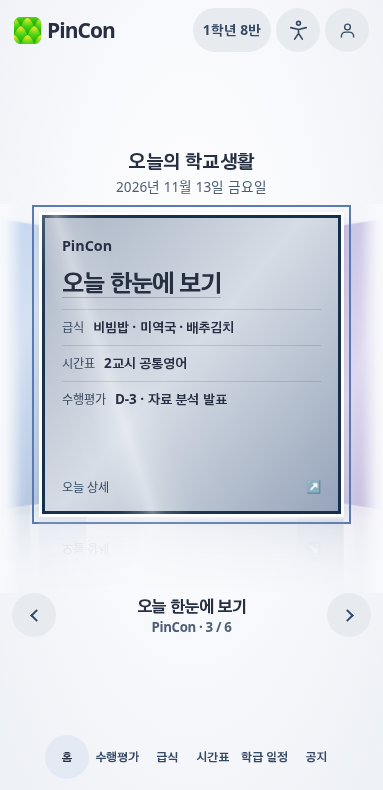 PinCon
1학년 8반
오늘의 학교생활
2026년 11월 13일 금요일
PinCon
오늘 한눈에 보기
급식 비빔밥 · 미역국 · 배추김치
시간표 2교시 공통영어
수행평가 D-3 · 자료 분석 발표
오늘 상세
오늘 한눈에 보기
PinCon · 3 / 6
홈 수행평가 급식 시간표 학급 일정 공지